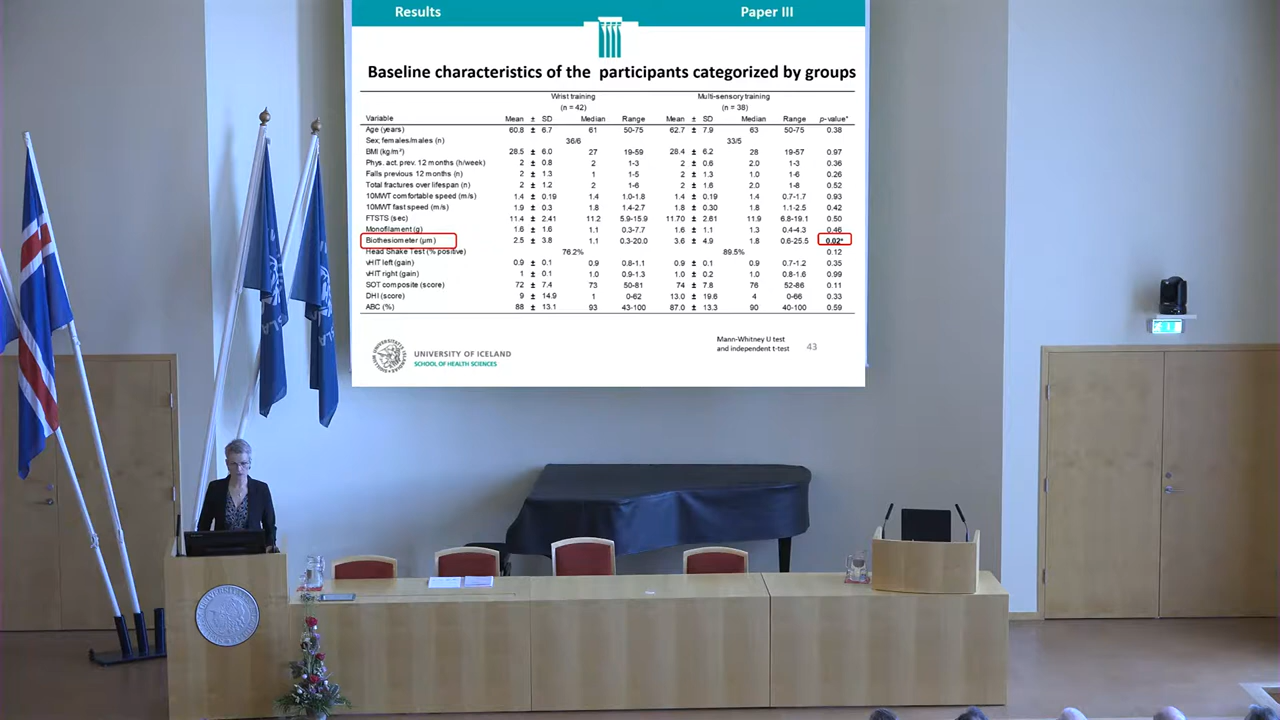 Results Paper III
Baseline characteristics of the participants categorized by groups
Wrist training Multi-sensory training
(n = 42) (n = 38)
Variable Mean ± SD Median Range Mean ± SD Median Range p-value*
Age (years) 60.8 ± 6.7 61 50-75 62.7 ± 7.9 63 50-75 0.38
Sex; females/males (n) 36/6 33/5
BMI (kg/m²) 28.5 ± 6.0 27 19-59 28.4 ± 6.2 28 19-57 0.97
Phys. act. prev. 12 months (h/week) 2 ± 0.8 2 1-3 2 ± 0.6 2.0 1-3 0.36
Falls previous 12 months (n) 2 ± 1.3 1 1-5 2 ± 1.3 1.0 1-6 0.26
Total fractures over lifespan (n) 2 ± 1.2 2 1-6 2 ± 1.6 2.0 1-8 0.52
10MWT comfortable speed (m/s) 1.4 ± 0.19 1.4 1.0-1.8 1.4 ± 0.19 1.4 0.7-1.7 0.93
10MWT fast speed (m/s) 1.9 ± 0.3 1.8 1.4-2.7 1.8 ± 0.30 1.8 1.1-2.5 0.42
FTSTS (sec) 11.4 ± 2.41 11.2 5.9-15.9 11.70 ± 2.61 11.9 6.8-19.1 0.50
Monofilament (g) 1.6 ± 1.6 1.1 0.3-7.7 1.6 ± 1.1 1.3 0.4-4.3 0.46
Biothesiometer (µm) 2.5 ± 3.8 1.1 0.3-20.0 3.6 ± 4.9 1.8 0.6-25.5 0.02*
Head Shake Test (% positive) 76.2% 89.5% 0.12
vHIT left (gain) 0.9 ± 0.1 0.9 0.8-1.1 0.9 ± 0.1 0.9 0.7-1.2 0.35
vHIT right (gain) 1 ± 0.1 1.0 0.9-1.3 1.0 ± 0.2 1.0 0.8-1.6 0.99
SOT composite (score) 72 ± 7.4 73 50-81 74 ± 7.8 76 52-86 0.11
DHI (score) 9 ± 14.9 1 0-62 13.0 ± 19.6 4 0-66 0.33
ABC (%) 88 ± 13.1 93 43-100 87.0 ± 13.3 90 40-100 0.59
Mann-Whitney U test
and independent t-test
43
UNIVERSITY OF ICELAND
SCHOOL OF HEALTH SCIENCES